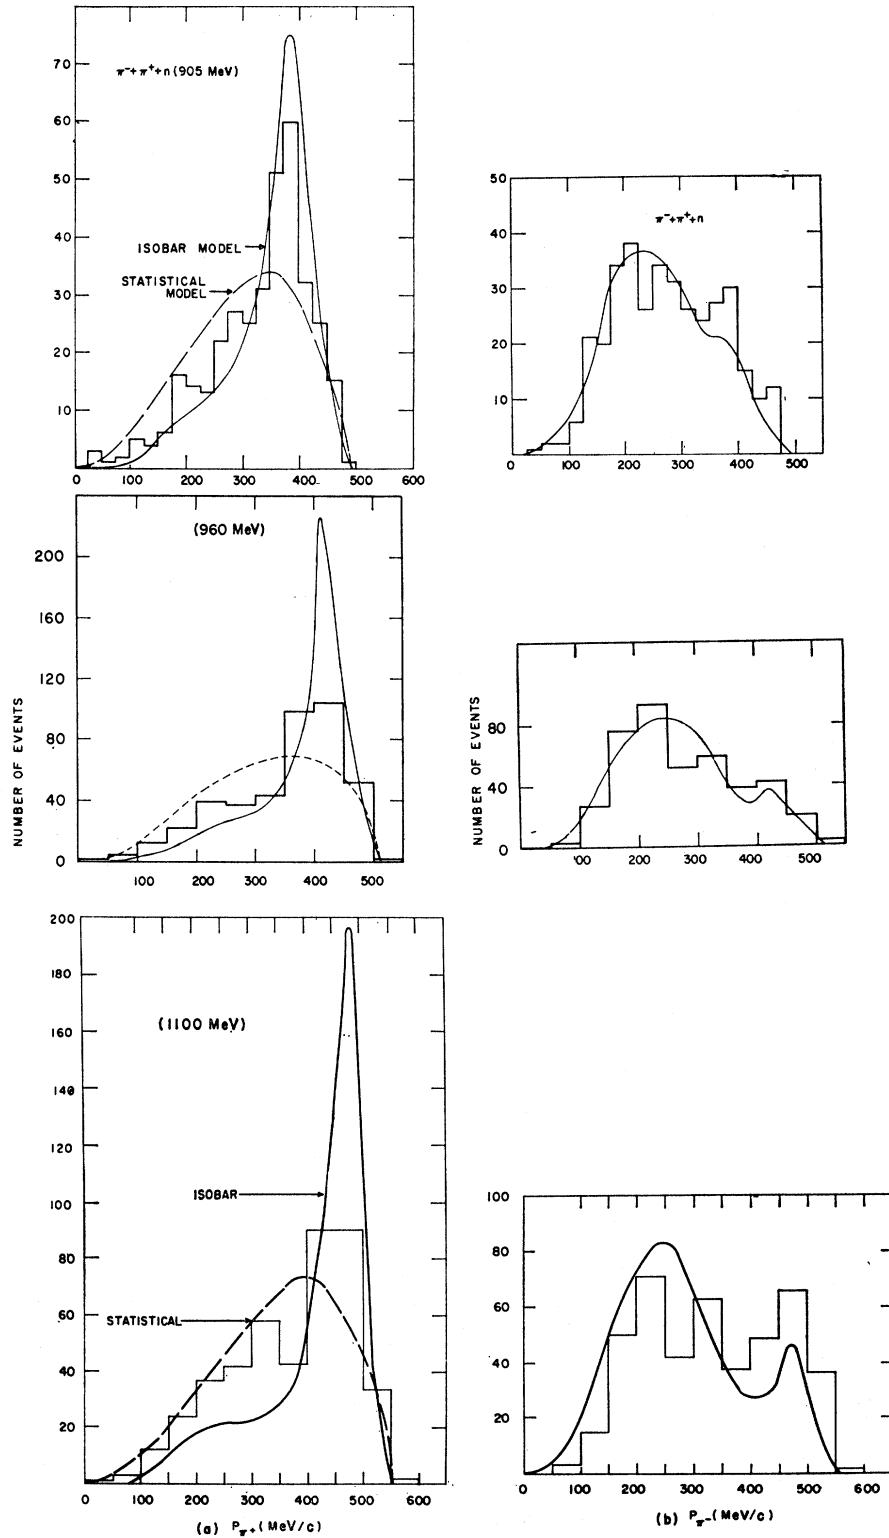 π⁻+π⁺+n (905 MeV)
70
60
50
40
30
20
10
ISOBAR MODEL
STATISTICAL
MODEL
0 100 200 300 400 500 600
π⁻+π⁺+n
50
40
30
20
10
0 100 200 300 400 500
(960 MeV)
NUMBER OF EVENTS
200
160
120
80
40
0
100 200 300 400 500
NUMBER OF EVENTS
80
40
0
100 200 300 400 500
(1100 MeV)
200
180
160
140
120
100
80
60
40
20
ISOBAR
STATISTICAL
0 100 200 300 400 500 600
(a) Pπ+ (MeV/c)
100
80
60
40
20
0 100 200 300 400 500 600
(b) Pπ− (MeV/c)